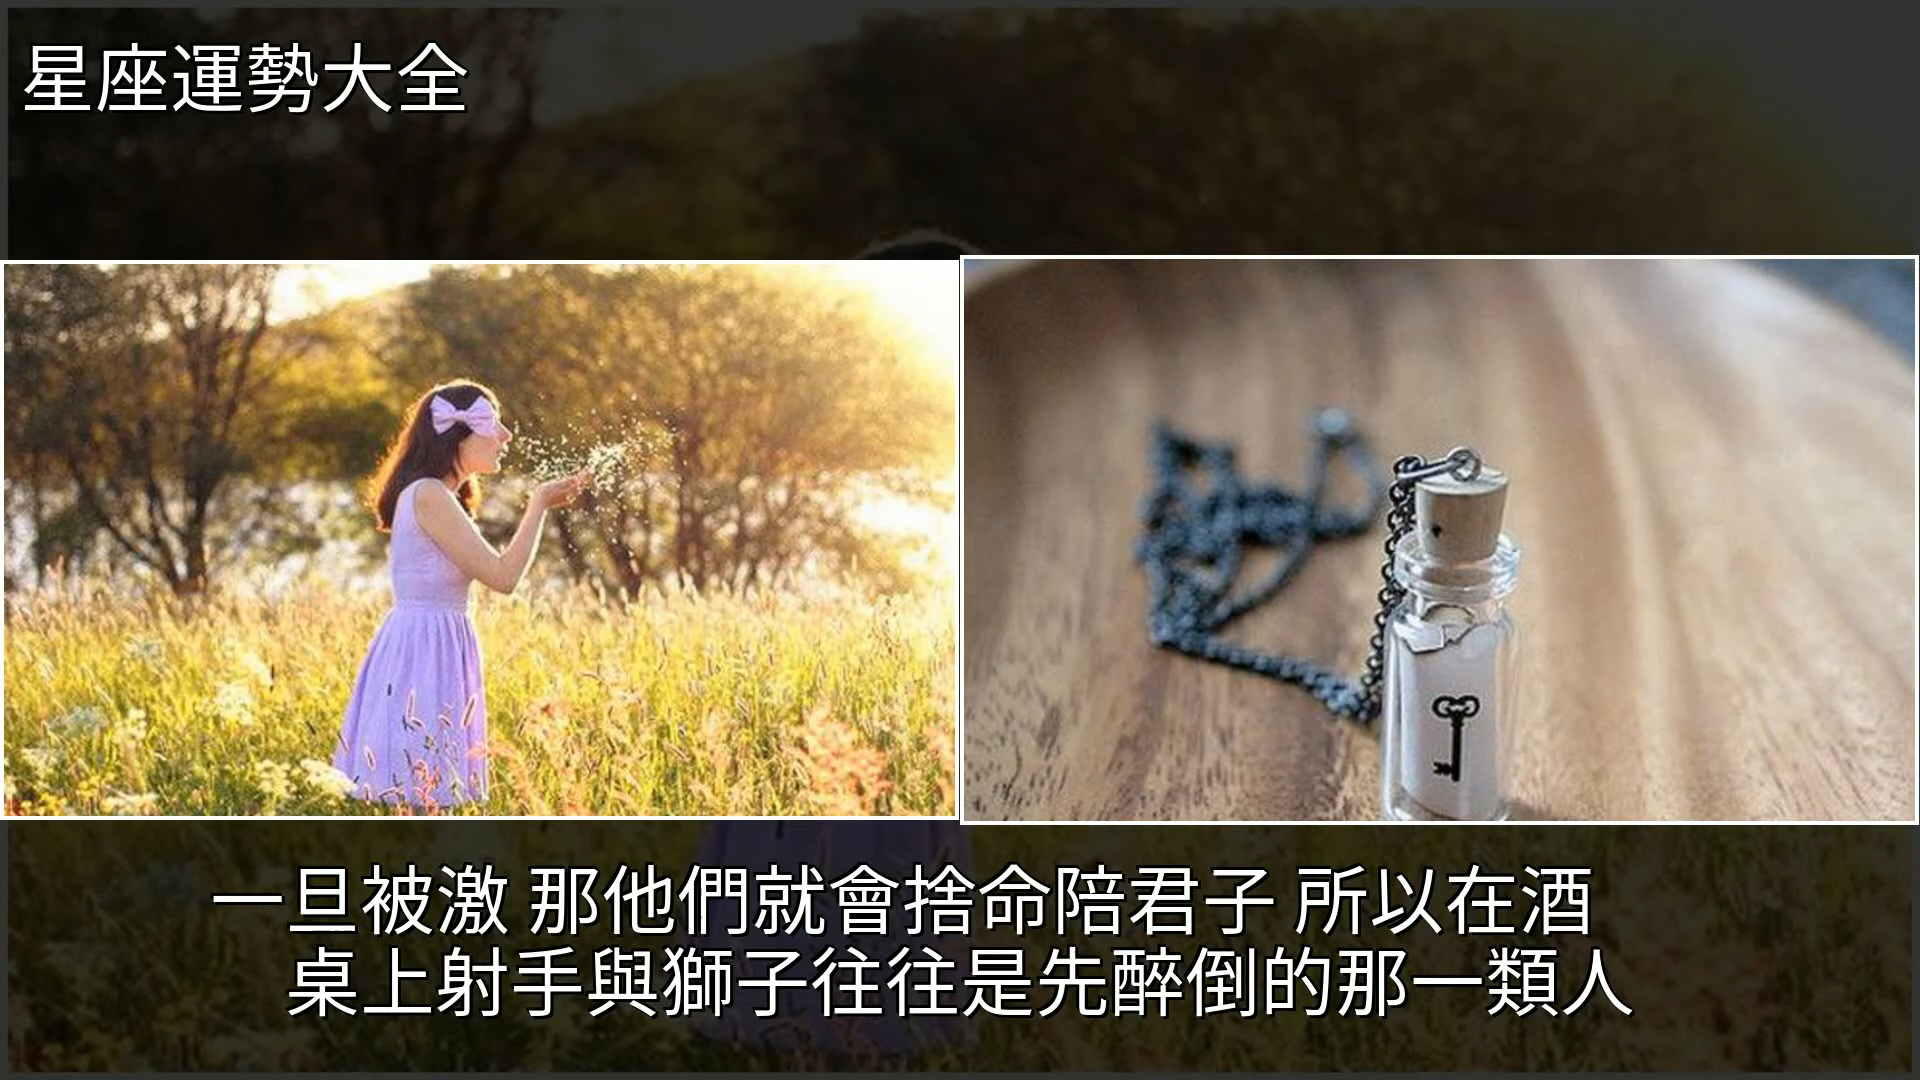 星座運勢大全
一旦被激 那他們就會捨命陪君子 所以在酒
桌上射手與獅子往往是先醉倒的那一類人